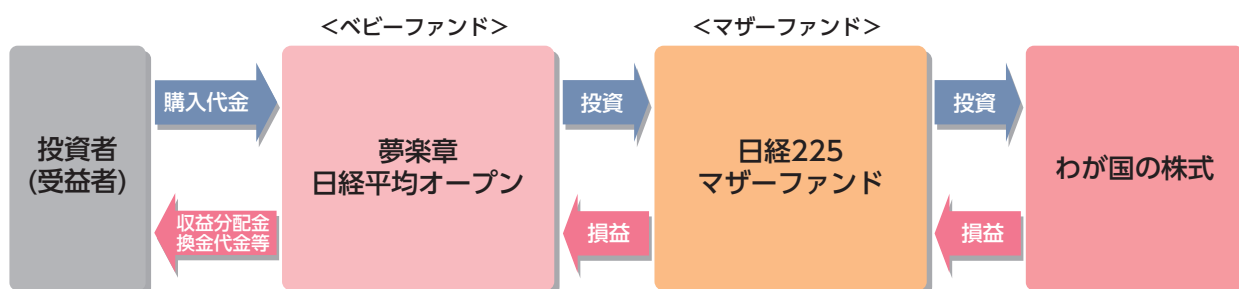 <ベビーファンド>
<マザーファンド>
投資者
(受益者)
購入代金
収益分配金
換金代金等
夢楽章
日経平均オープン
投資
損益
日経225
マザーファンド
投資
損益
わが国の株式